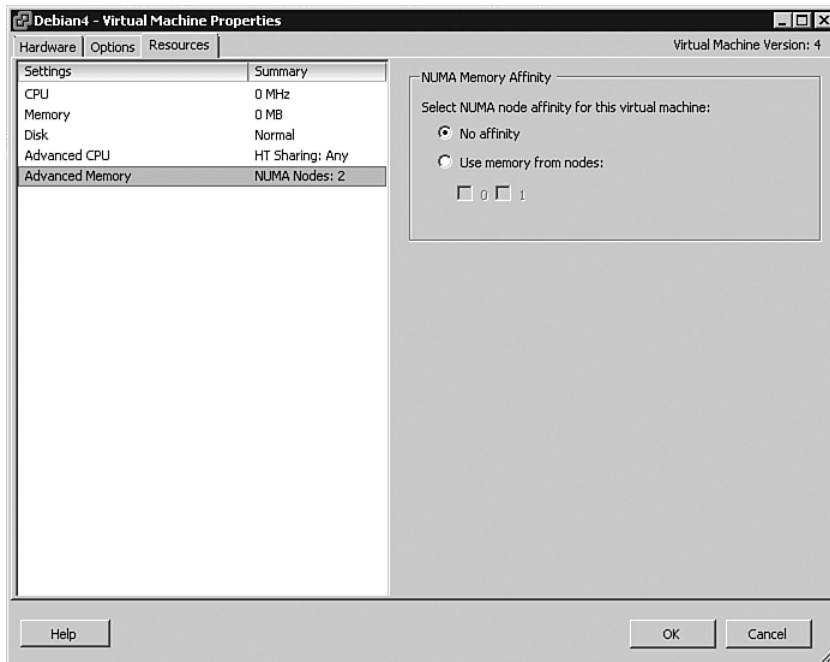 Debian4 - Virtual Machine Properties
Hardware Options Resources Virtual Machine Version: 4
Settings Summary
CPU 0 MHz
Memory 0 MB
Disk Normal
Advanced CPU HT Sharing: Any
Advanced Memory NUMA Nodes: 2
NUMA Memory Affinity
Select NUMA node affinity for this virtual machine:
No affinity
Use memory from nodes:
0 1
Help OK Cancel